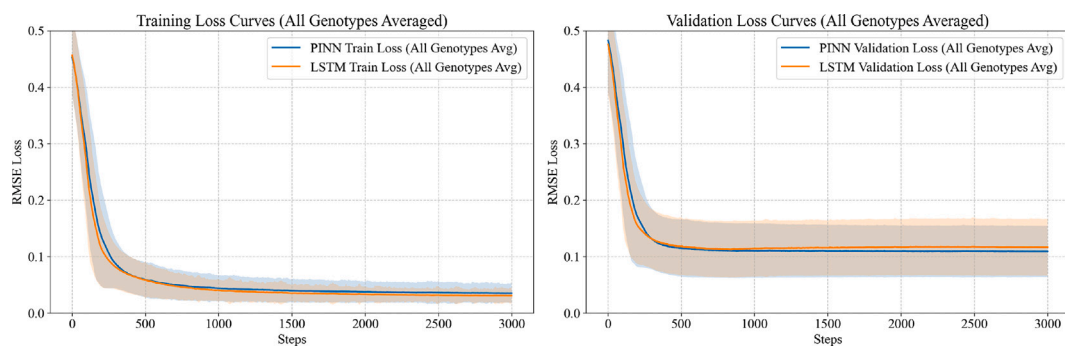 Training Loss Curves (All Genotypes Averaged)
PINN Train Loss (All Genotypes Avg)
LSTM Train Loss (All Genotypes Avg)
RMSE Loss
0.5
0.4
0.3
0.2
0.1
0.0
0 500 1000 1500 2000 2500 3000
Steps
Validation Loss Curves (All Genotypes Averaged)
PINN Validation Loss (All Genotypes Avg)
LSTM Validation Loss (All Genotypes Avg)
RMSE Loss
0.5
0.4
0.3
0.2
0.1
0.0
0 500 1000 1500 2000 2500 3000
Steps